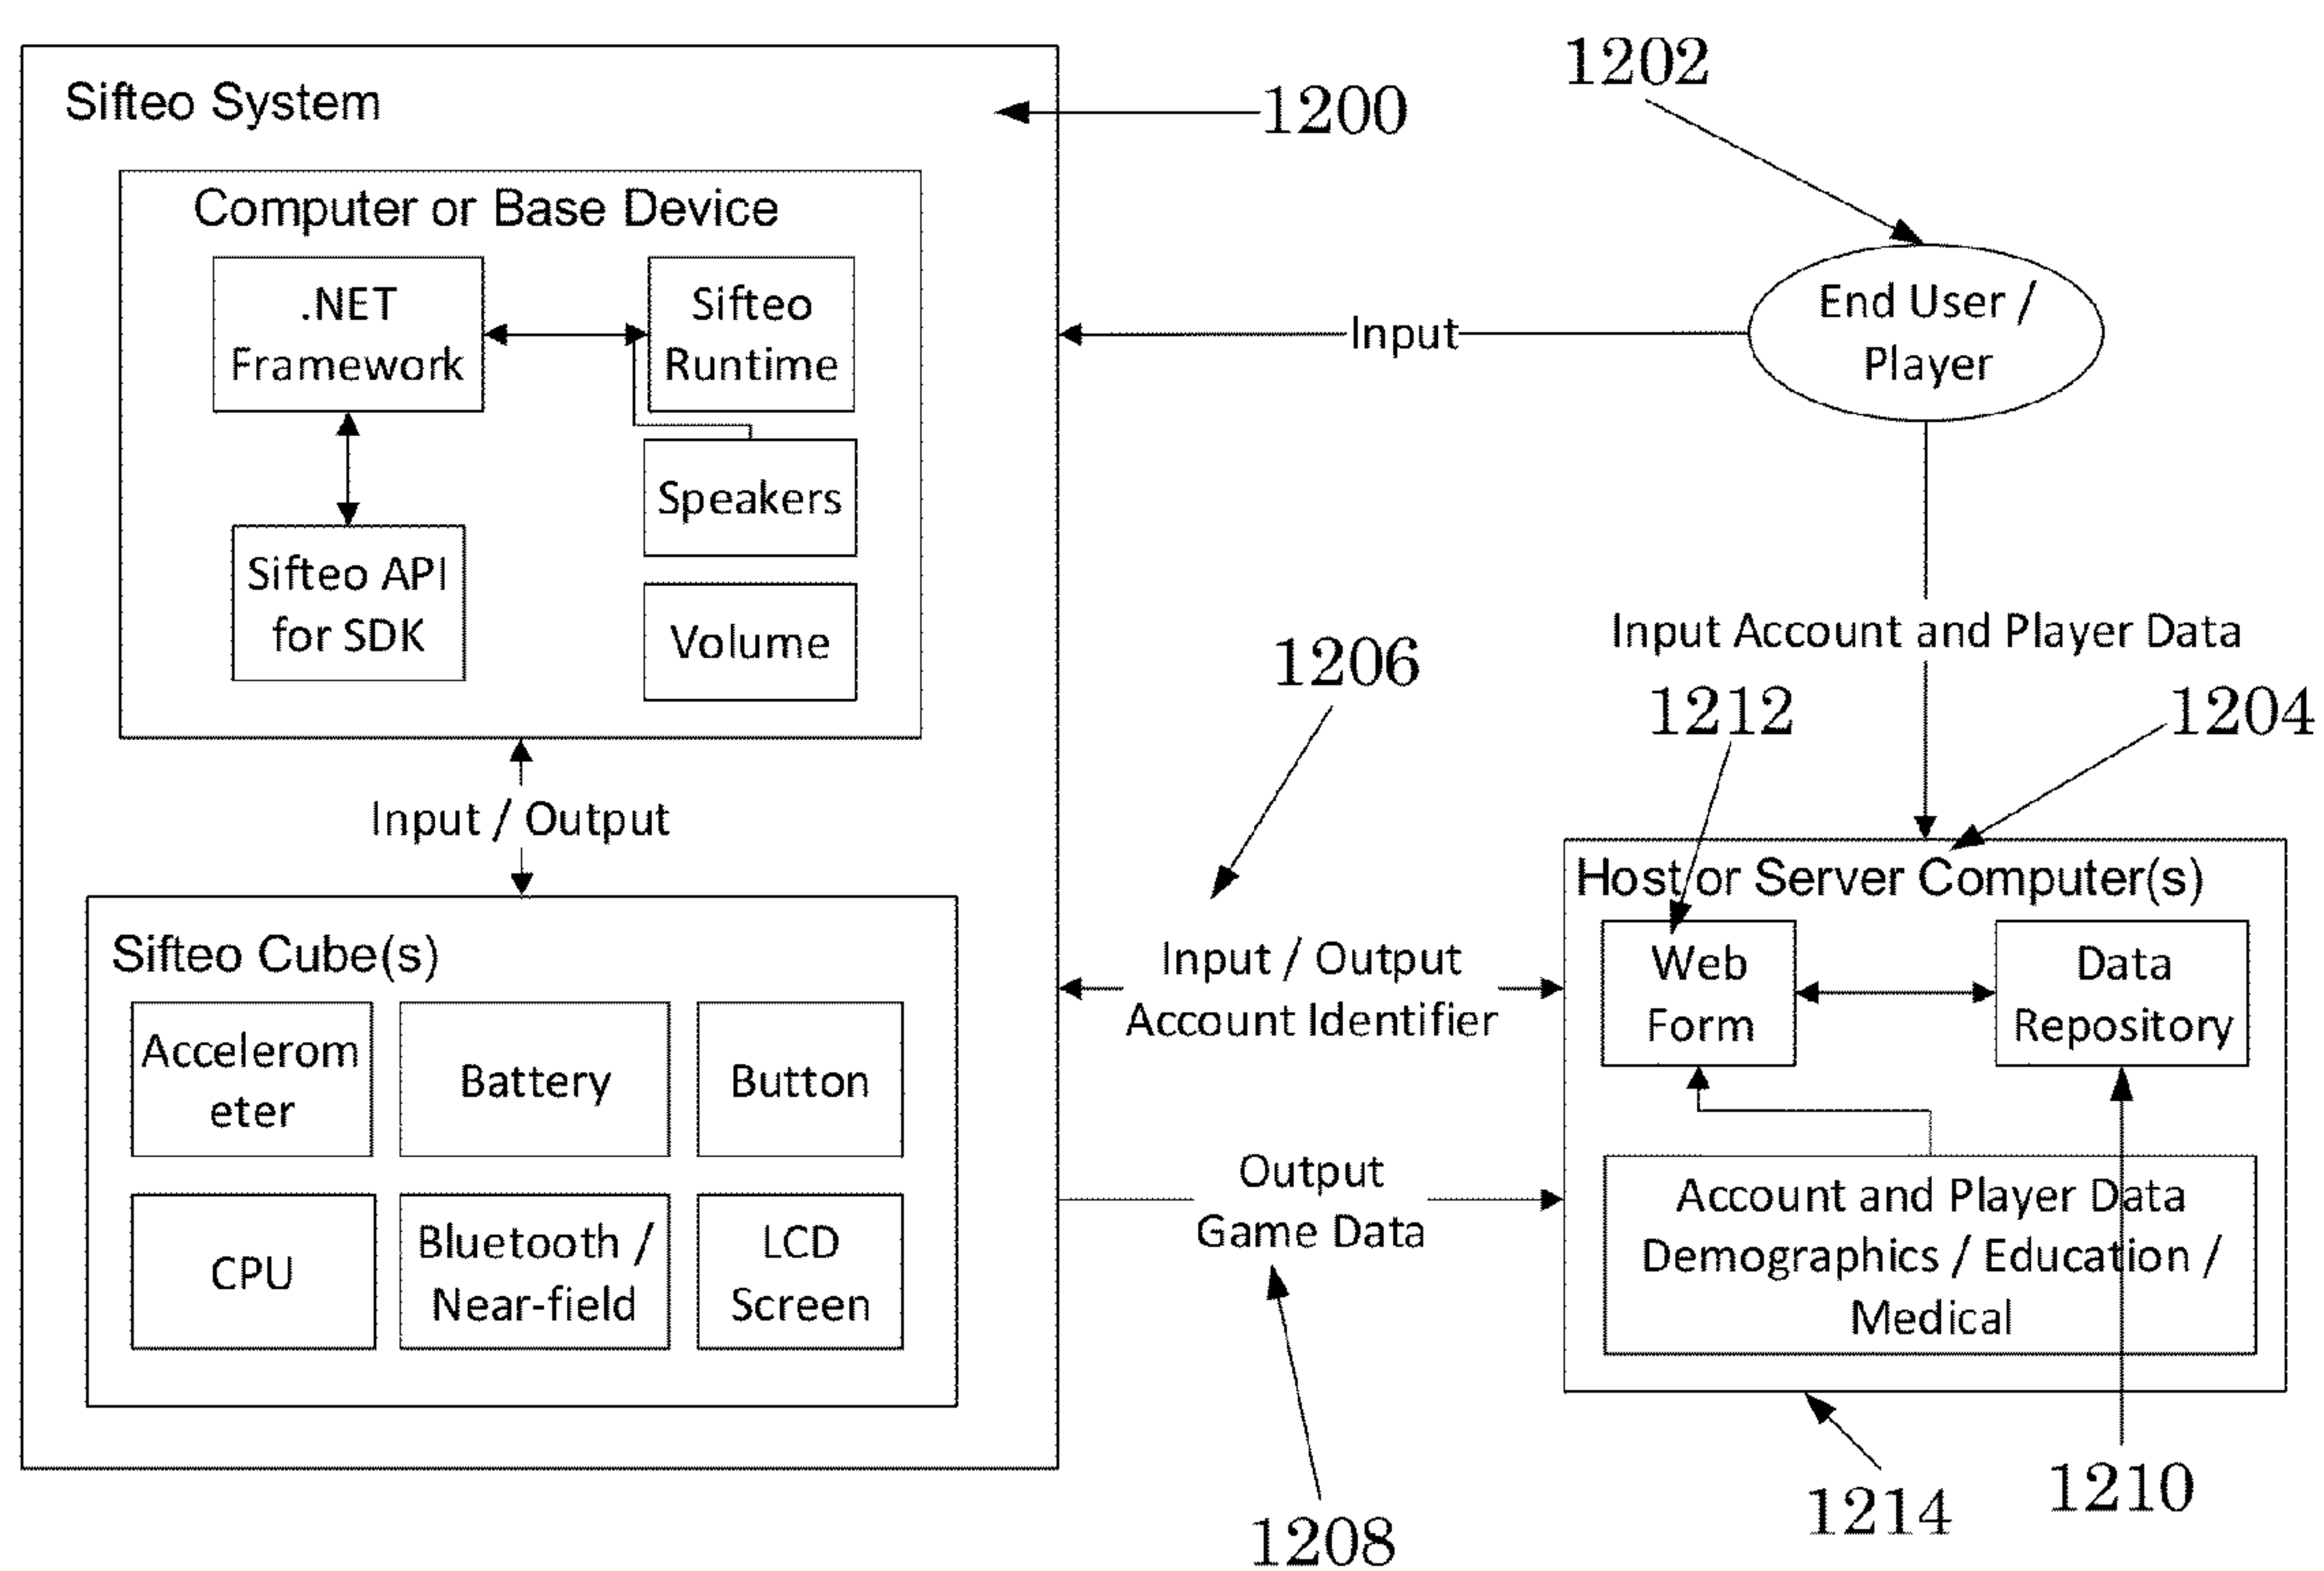 Sifteo System
1200
1202
Computer or Base Device
.NET
Framework
Sifteo
Runtime
Speakers
Sifteo API
for SDK
Volume
Input
End User /
Player
Input Account and Player Data
1206
1212
1204
Input / Output
Sifteo Cube(s)
Accelerom
eter
Battery
Button
CPU
Bluetooth /
Near-field
LCD
Screen
Input / Output
Account Identifier
Output
Game Data
1208
Host or Server Computer(s)
Web
Form
Data
Repository
Account and Player Data
Demographics / Education /
Medical
1214
1210